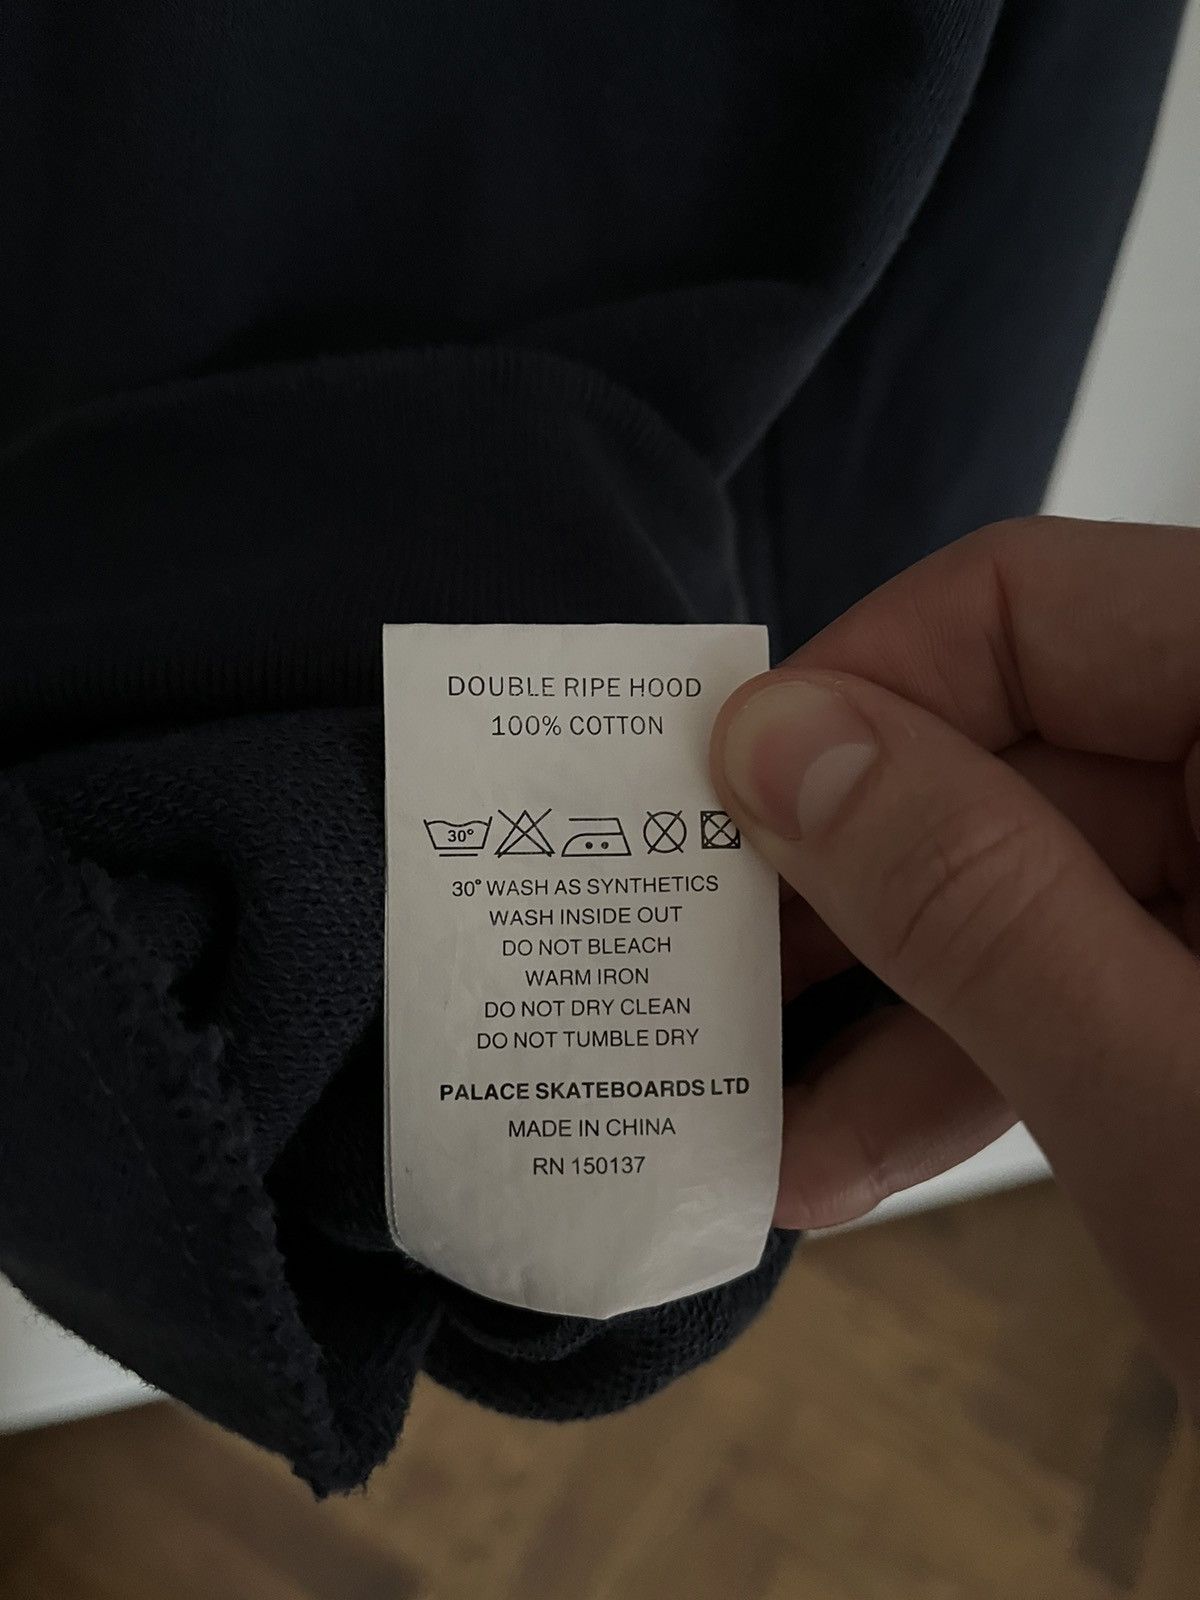 DOUBLE RIPE HOOD
100% COTTON
30°
30° WASH AS SYNTHETICS
WASH INSIDE OUT
DO NOT BLEACH
WARM IRON
DO NOT DRY CLEAN
DO NOT TUMBLE DRY
PALACE SKATEBOARDS LTD
MADE IN CHINA
RN 150137